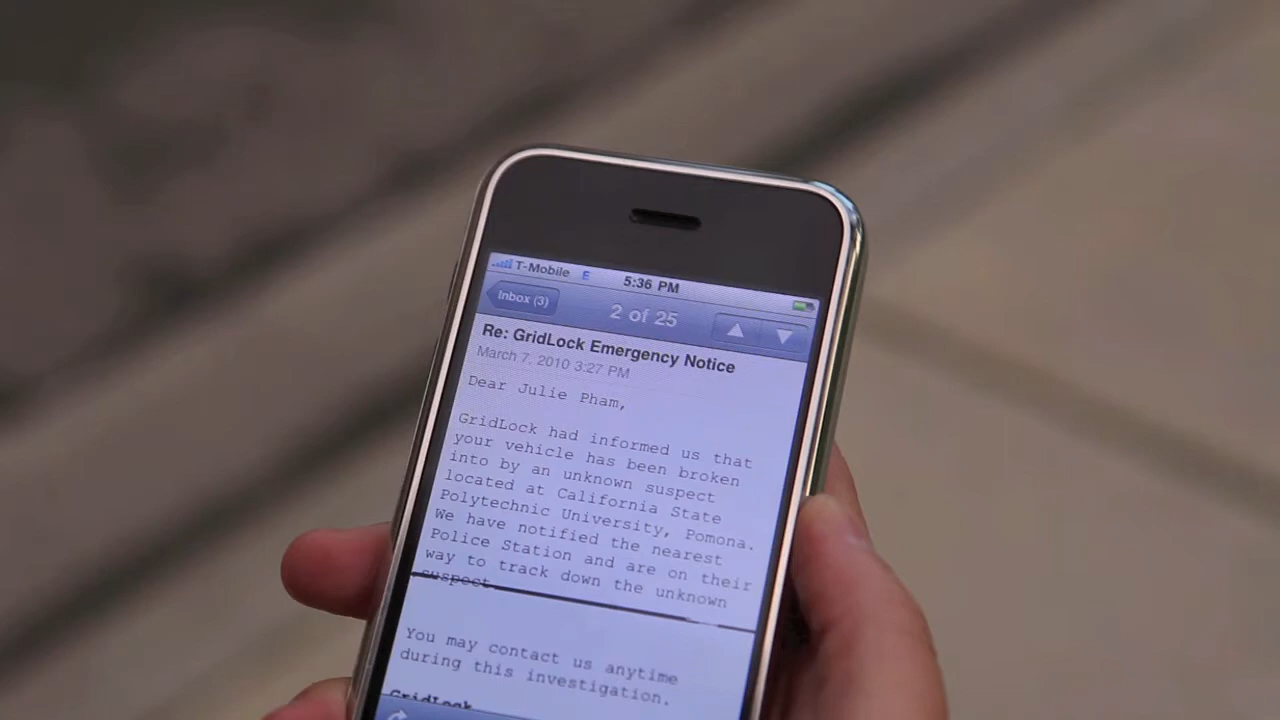 T-Mobile E 5:36 PM
Inbox (3) 2 of 25
Re: GridLock Emergency Notice
March 7, 2010 3:27 PM
Dear Julie Pham,
GridLock had informed us that
your vehicle has been broken
into by an unknown suspect
located at California State
Polytechnic University, Pomona.
We have notified the nearest
Police Station and are on their
way to track down the unknown
suspect
You may contact us anytime
during this investigation.
GridLock